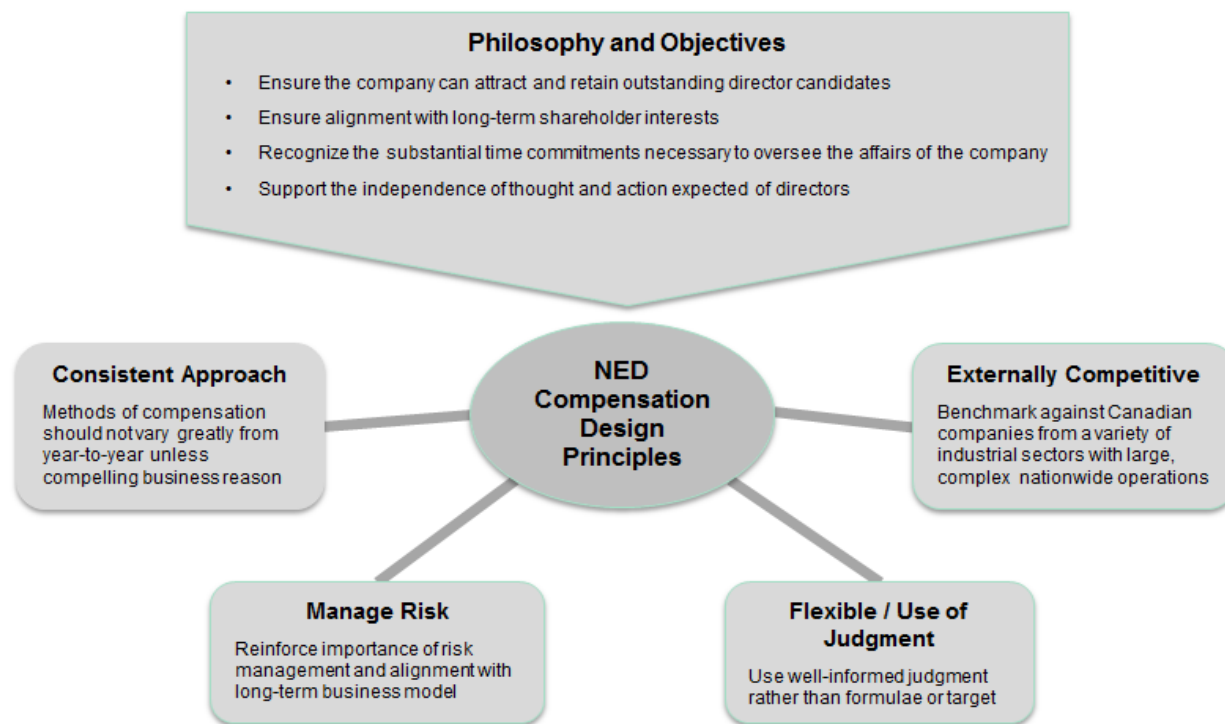 Philosophy and Objectives
• Ensure the company can attract and retain outstanding director candidates
• Ensure alignment with long-term shareholder interests
• Recognize the substantial time commitments necessary to oversee the affairs of the company
• Support the independence of thought and action expected of directors
NED
Compensation
Design
Principles
Consistent Approach
Methods of compensation
should not vary greatly from
year-to-year unless
compelling business reason
Externally Competitive
Benchmark against Canadian
companies from a variety of
industrial sectors with large,
complex nationwide operations
Manage Risk
Reinforce importance of risk
management and alignment with
long-term business model
Flexible / Use of
Judgment
Use well-informed judgment
rather than formulae or target